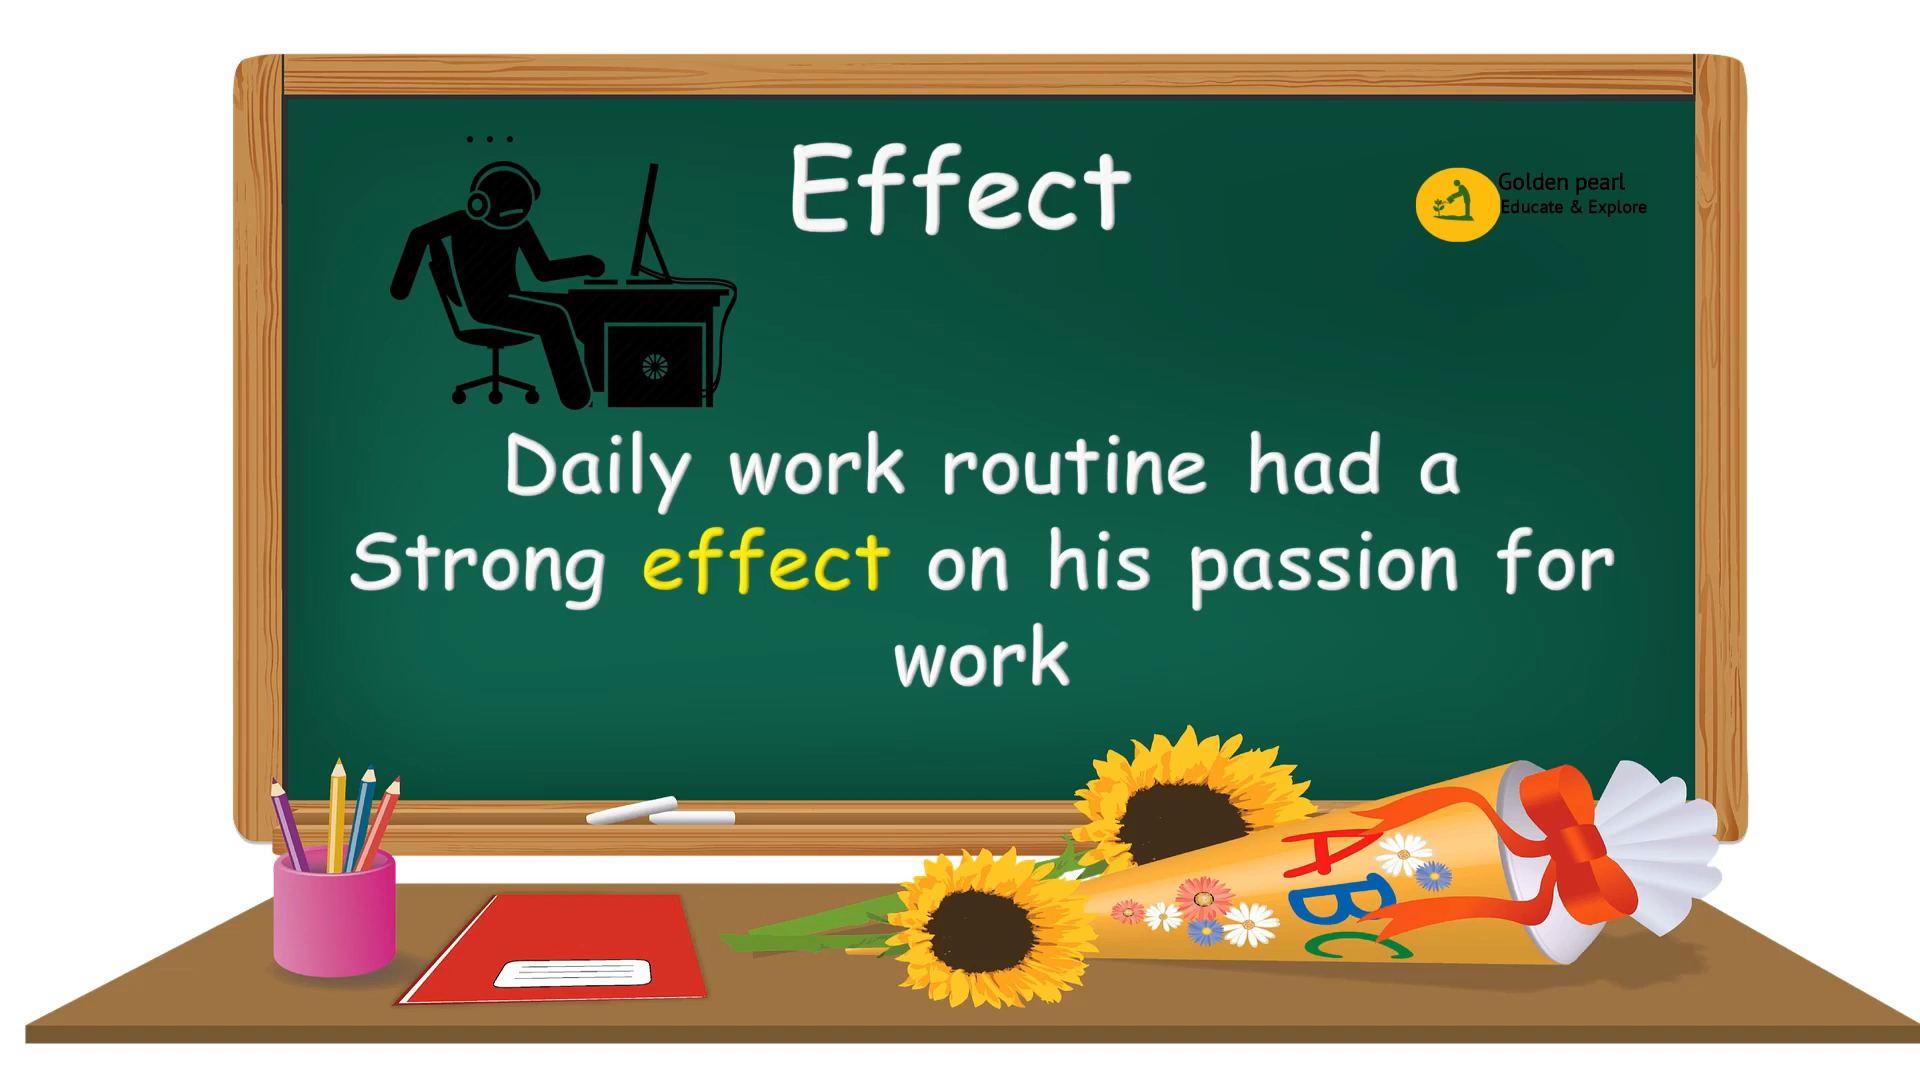 Effect
Golden pearl
Educate & Explore
Daily work routine had a
Strong effect on his passion for
work
A
B
C